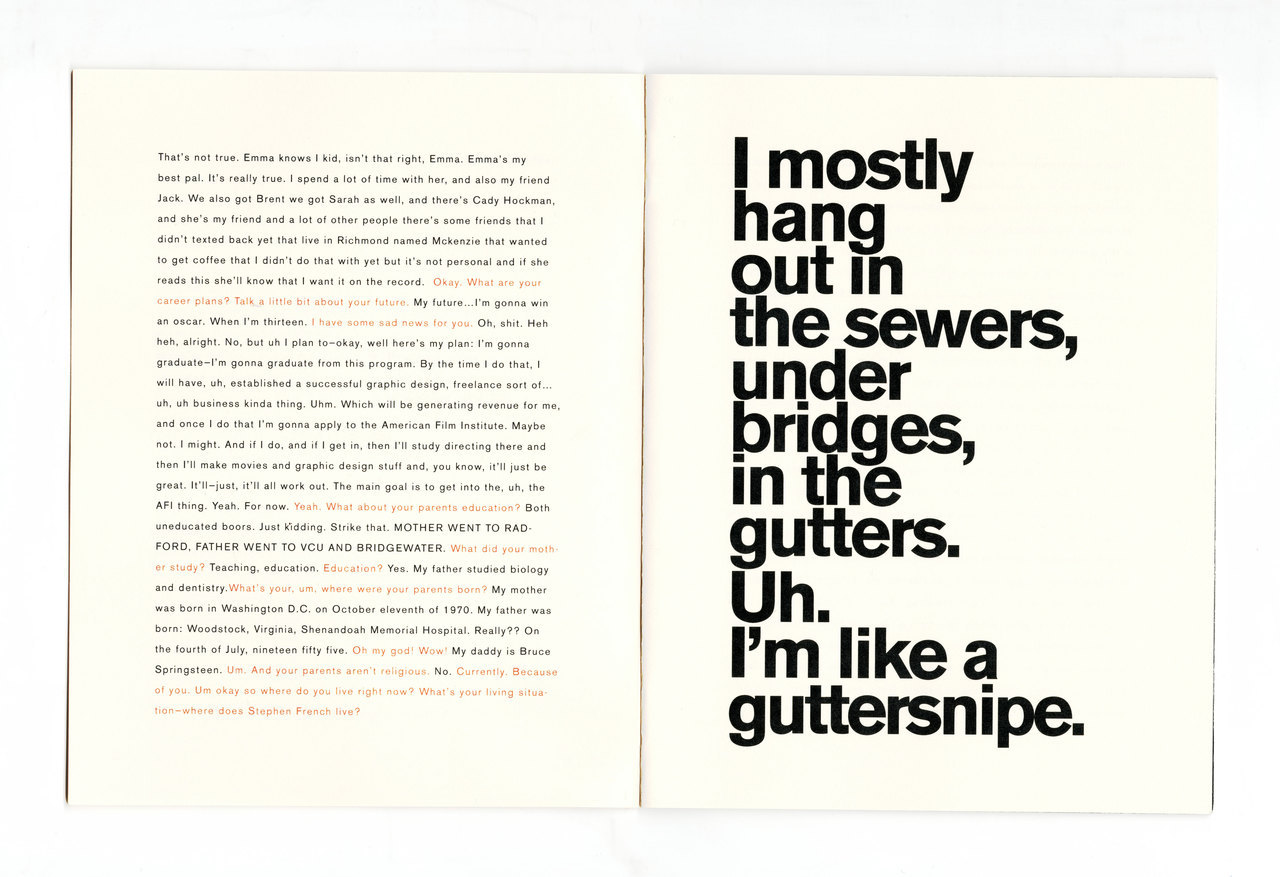 That's not true. Emma knows I kid, isn't that right, Emma. Emma's my
best pal. It's really true. I spend a lot of time with her, and also my friend
Jack. We also got Brent we got Sarah as well, and there's Cady Hockman,
and she's my friend and a lot of other people there's some friends that I
didn't texted back yet that live in Richmond named Mckenzie that wanted
to get coffee that I didn't do that with yet but it's not personal and if she
reads this she'll know that I want it on the record. Okay. What are your
career plans? Talk a little bit about your future. My future...I'm gonna win
an oscar. When I'm thirteen. I have some sad news for you. Oh, shit. Heh
heh, alright. No, but uh I plan to—okay, well here's my plan: I'm gonna
graduate—I'm gonna graduate from this program. By the time I do that, I
will have, uh, established a successful graphic design, freelance sort of...
uh, uh business kinda thing. Uhm. Which will be generating revenue for me,
and once I do that I'm gonna apply to the American Film Institute. Maybe
not. I might. And if I do, and if I get in, then I'll study directing there and
then I'll make movies and graphic design stuff and, you know, it'll just be
great. It'll—just, it'll all work out. The main goal is to get into the, uh, the
AFI thing. Yeah. For now. Yeah. What about your parents education? Both
uneducated boors. Just kidding. Strike that. MOTHER WENT TO RAD-
FORD, FATHER WENT TO VCU AND BRIDGEWATER. What did your moth-
er study? Teaching, education. Education? Yes. My father studied biology
and dentistry.What's your, um, where were your parents born? My mother
was born in Washington D.C. on October eleventh of 1970. My father was
born: Woodstock, Virginia, Shenandoah Memorial Hospital. Really?? On
the fourth of July, nineteen fifty five. Oh my god! Wow! My daddy is Bruce
Springsteen. Um. And your parents aren't religious. No. Currently. Because
of you. Um okay so where do you live right now? What's your living situa-
tion—where does Stephen French live?
I mostly
hang
out in
the sewers,
under
bridges,
in the
gutters.
Uh.
I'm like a
guttersnipe.